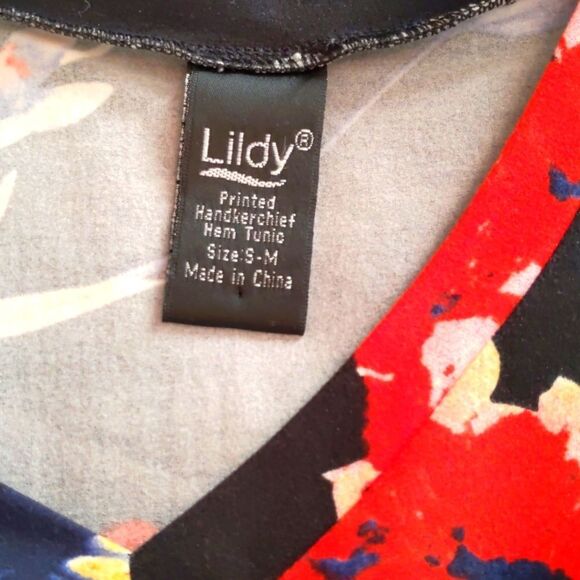 Lildy®
Printed
Handkerchief
Hem Tunic
Size:S-M
Made in China